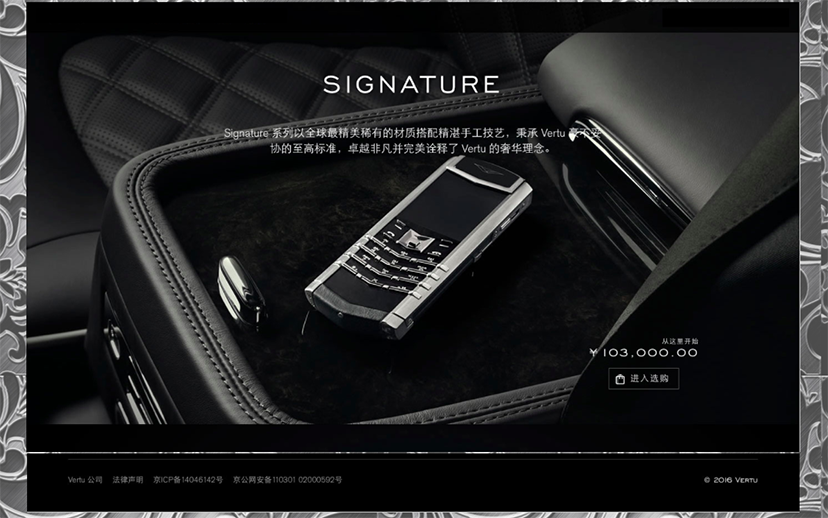 SIGNATURE
Signature 系列以全球最精美稀有的材质搭配精湛手工技艺，秉承 Vertu 毫不妥
协的至高标准，卓越非凡并完美诠释了 Vertu 的奢华理念。
从这里开始
¥103,000.00
进入选购
Vertu 公司 法律声明 京ICP备14046142号 京公网安备110301 02000592号 © 2016 VERTU